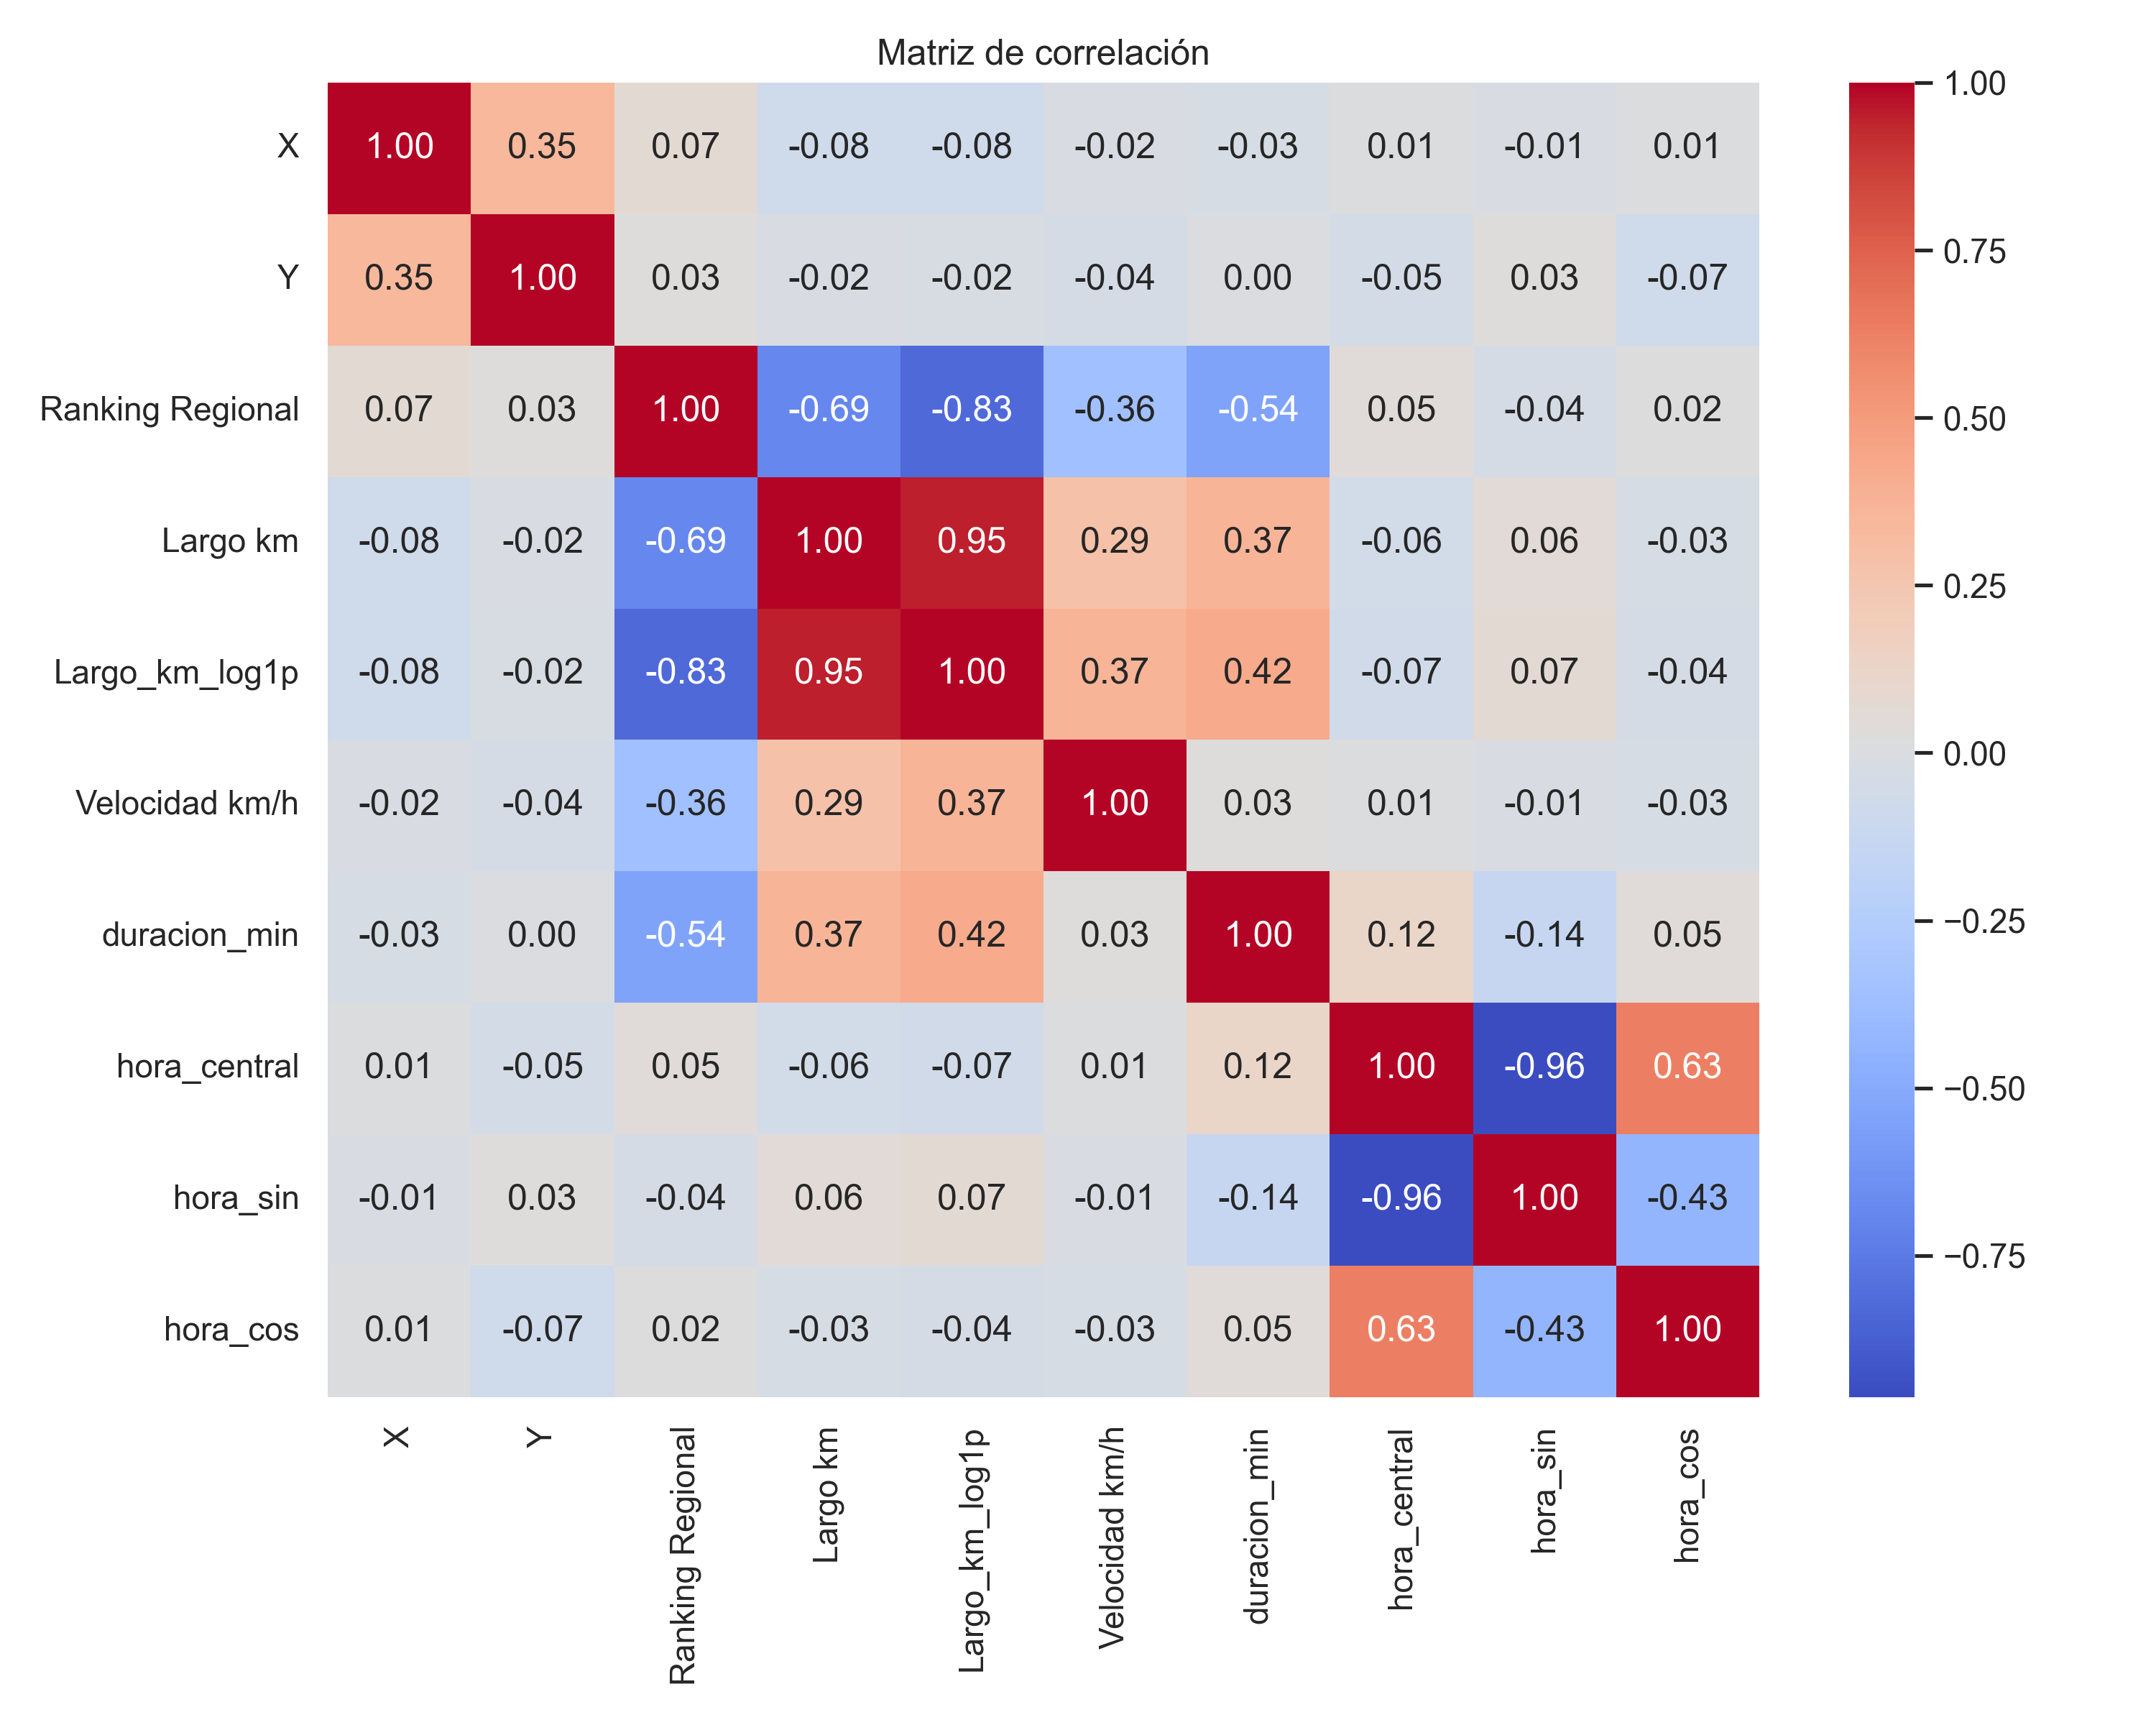 Matriz de correlación
X 1.00 0.35 0.07 -0.08 -0.08 -0.02 -0.03 0.01 -0.01 0.01
Y 0.35 1.00 0.03 -0.02 -0.02 -0.04 0.00 -0.05 0.03 -0.07
Ranking Regional 0.07 0.03 1.00 -0.69 -0.83 -0.36 -0.54 0.05 -0.04 0.02
Largo km -0.08 -0.02 -0.69 1.00 0.95 0.29 0.37 -0.06 0.06 -0.03
Largo_km_log1p -0.08 -0.02 -0.83 0.95 1.00 0.37 0.42 -0.07 0.07 -0.04
Velocidad km/h -0.02 -0.04 -0.36 0.29 0.37 1.00 0.03 0.01 -0.01 -0.03
duracion_min -0.03 0.00 -0.54 0.37 0.42 0.03 1.00 0.12 -0.14 0.05
hora_central 0.01 -0.05 0.05 -0.06 -0.07 0.01 0.12 1.00 -0.96 0.63
hora_sin -0.01 0.03 -0.04 0.06 0.07 -0.01 -0.14 -0.96 1.00 -0.43
hora_cos 0.01 -0.07 0.02 -0.03 -0.04 -0.03 0.05 0.63 -0.43 1.00
X
Y
Ranking Regional
Largo km
Largo_km_log1p
Velocidad km/h
duracion_min
hora_central
hora_sin
hora_cos
1.00
0.75
0.50
0.25
0.00
−0.25
−0.50
−0.75